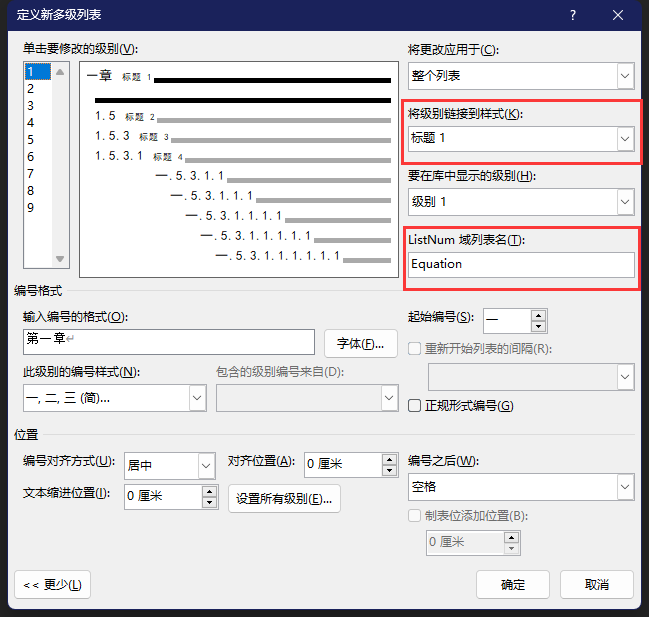 定义新多级列表
单击要修改的级别(V):
1
2
3
4
5
6
7
8
9
一章 标题 1
1.5 标题 2
1.5.3 标题 3
1.5.3.1 标题 4
一.5.3.1.1
一.5.3.1.1.1
一.5.3.1.1.1.1
一.5.3.1.1.1.1.1
一.5.3.1.1.1.1.1.1
将更改应用于(C):
整个列表
将级别链接到样式(K):
标题 1
要在库中显示的级别(H):
级别 1
ListNum 域列表名(T):
Equation
编号格式
输入编号的格式(O):
第一章↵
字体(F)...
起始编号(S): 一
重新开始列表的间隔(R):
此级别的编号样式(N):
一, 二, 三 (简)...
包含的级别编号来自(D):
正规形式编号(G)
位置
编号对齐方式(U): 居中
对齐位置(A): 0 厘米
编号之后(W):
空格
文本缩进位置(I): 0 厘米
设置所有级别(E)...
制表位添加位置(B):
0 厘米
<< 更少(L)
确定
取消